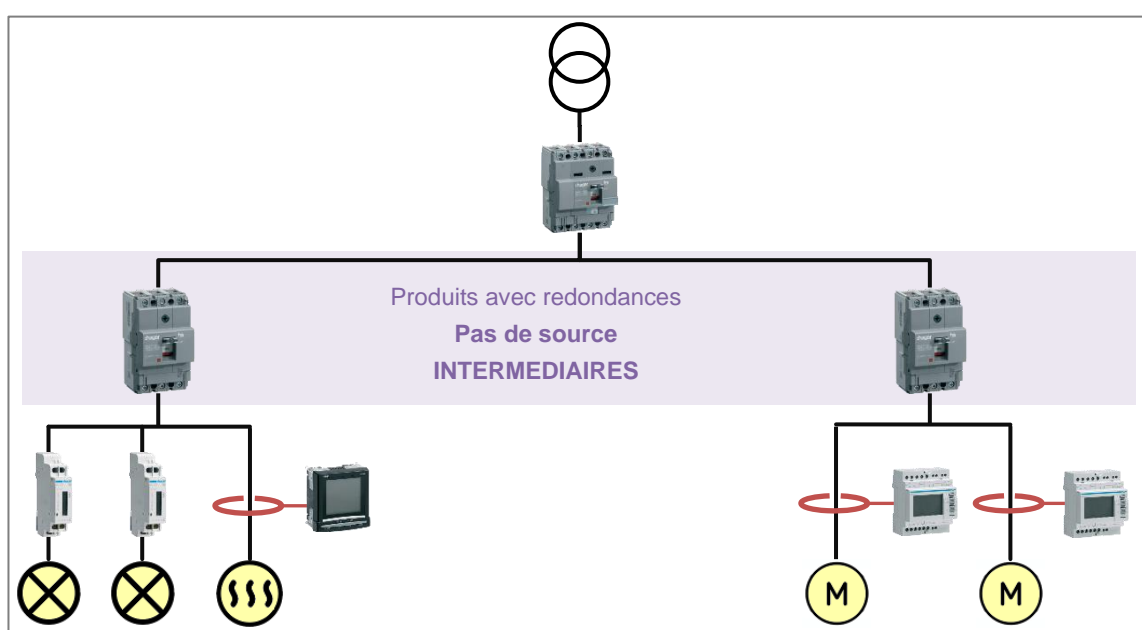 Produits avec redondances
Pas de source
INTERMEDIAIRES
M
M